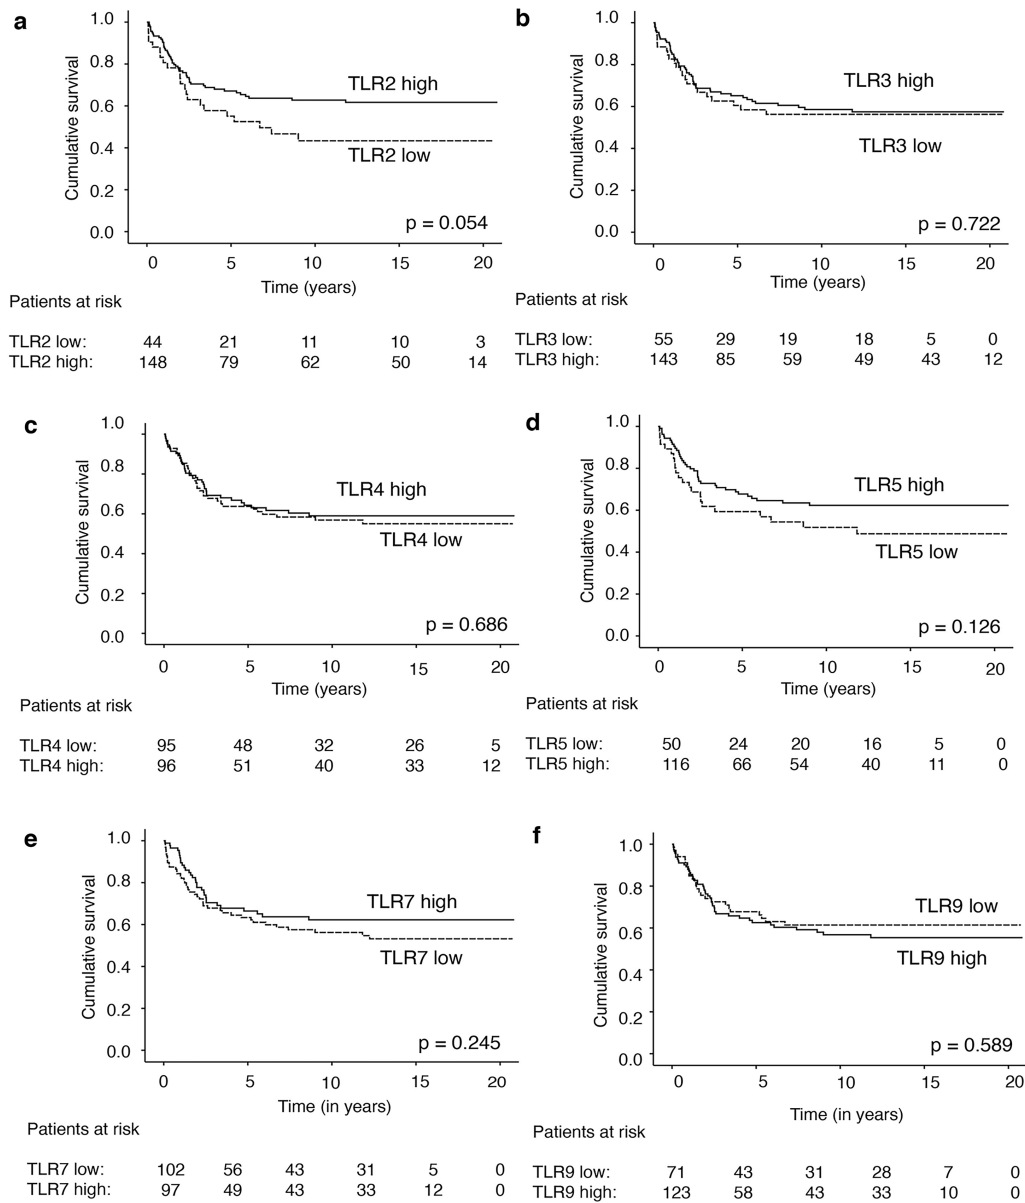 a
1.0
0.8
0.6
0.4
0.2
0.0
Cumulative survival
TLR2 high
TLR2 low
p = 0.054
0 5 10 15 20
Time (years)
Patients at risk
TLR2 low: 44 21 11 10 3
TLR2 high: 148 79 62 50 14
b
1.0
0.8
0.6
0.4
0.2
0.0
Cumulative survival
TLR3 high
TLR3 low
p = 0.722
0 5 10 15 20
Time (years)
Patients at risk
TLR3 low: 55 29 19 18 5 0
TLR3 high: 143 85 59 49 43 12
c
1.0
0.8
0.6
0.4
0.2
0.0
Cumulative survival
TLR4 high
TLR4 low
p = 0.686
0 5 10 15 20
Time (years)
Patients at risk
TLR4 low: 95 48 32 26 5
TLR4 high: 96 51 40 33 12
d
1.0
0.8
0.6
0.4
0.2
0.0
Cumulative survival
TLR5 high
TLR5 low
p = 0.126
0 5 10 15 20
Time (years)
Patients at risk
TLR5 low: 50 24 20 16 5 0
TLR5 high: 116 66 54 40 11 0
e
1.0
0.8
0.6
0.4
0.2
0.0
Cumulative survival
TLR7 high
TLR7 low
p = 0.245
0 5 10 15 20
Time (in years)
Patients at risk
TLR7 low: 102 56 43 31 5 0
TLR7 high: 97 49 43 33 12 0
f
1.0
0.8
0.6
0.4
0.2
0.0
Cumulative survival
TLR9 low
TLR9 high
p = 0.589
0 5 10 15 20
Time (in years)
Patients at risk
TLR9 low: 71 43 31 28 7 0
TLR9 high: 123 58 43 33 10 0